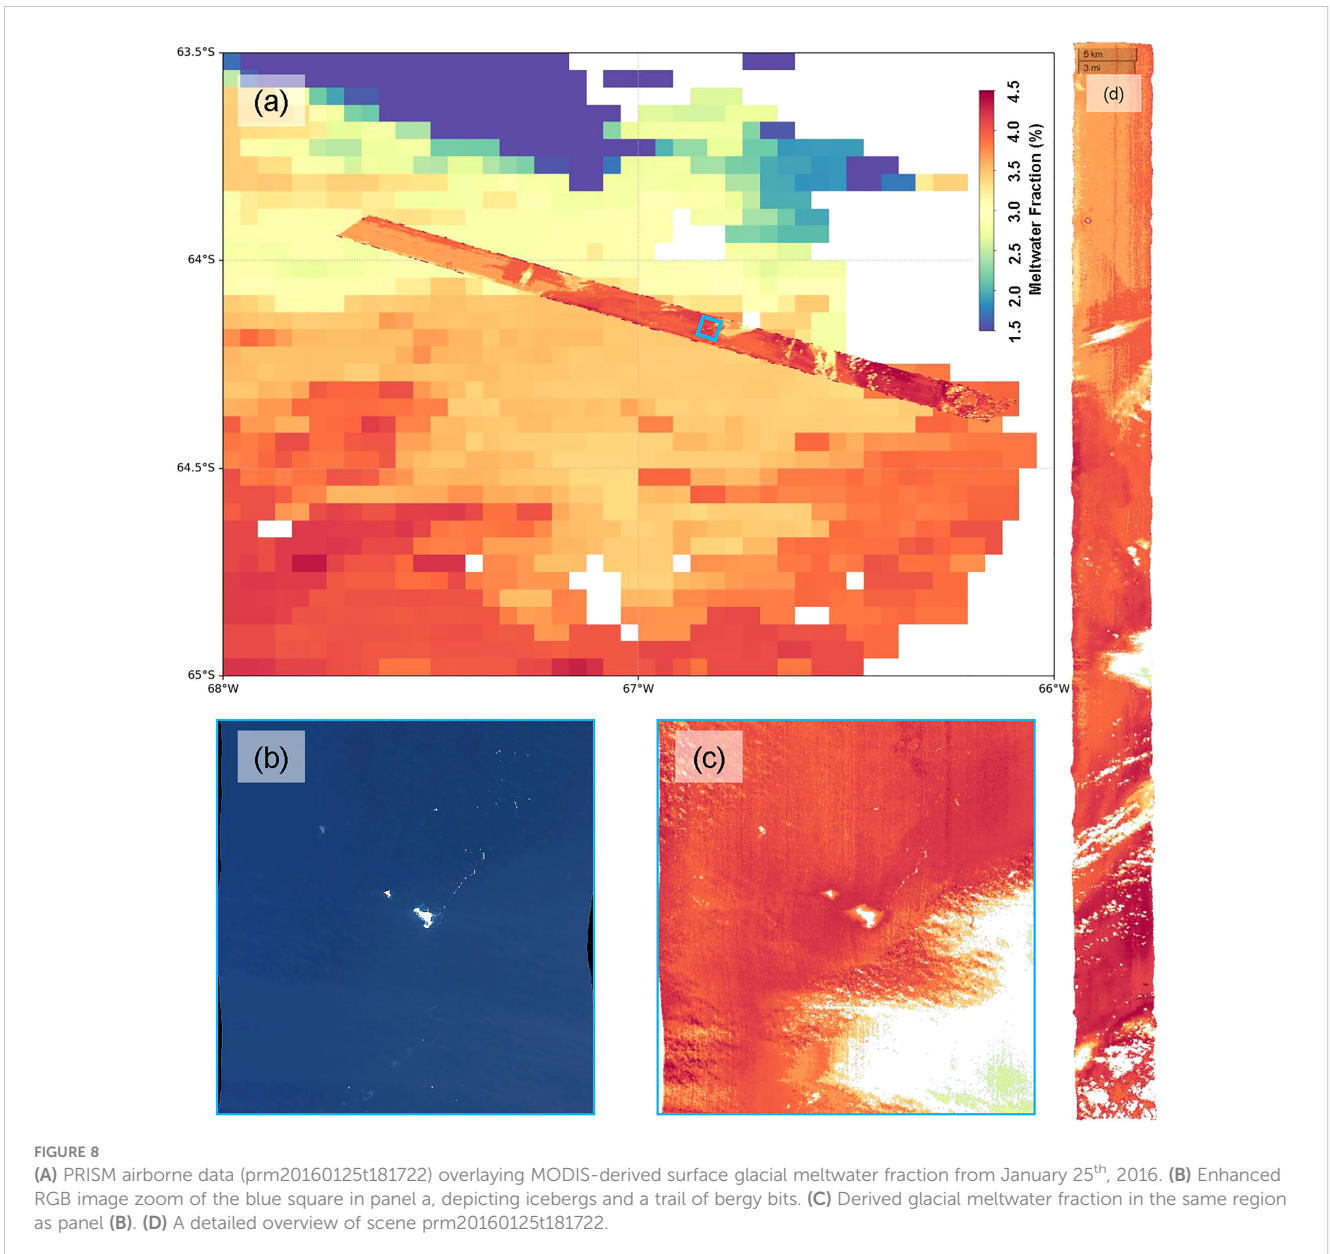 63.5°S
64°S
64.5°S
65°S
68°W
67°W
66°W
(a)
4.5
4.0
3.5
3.0
2.5
2.0
1.5
Meltwater Fraction (%)
5 km
3 mi
(d)
(b)
(c)
FIGURE 8
(A) PRISM airborne data (prm20160125t181722) overlaying MODIS-derived surface glacial meltwater fraction from January 25th, 2016. (B) Enhanced
RGB image zoom of the blue square in panel a, depicting icebergs and a trail of bergy bits. (C) Derived glacial meltwater fraction in the same region
as panel (B). (D) A detailed overview of scene prm20160125t181722.